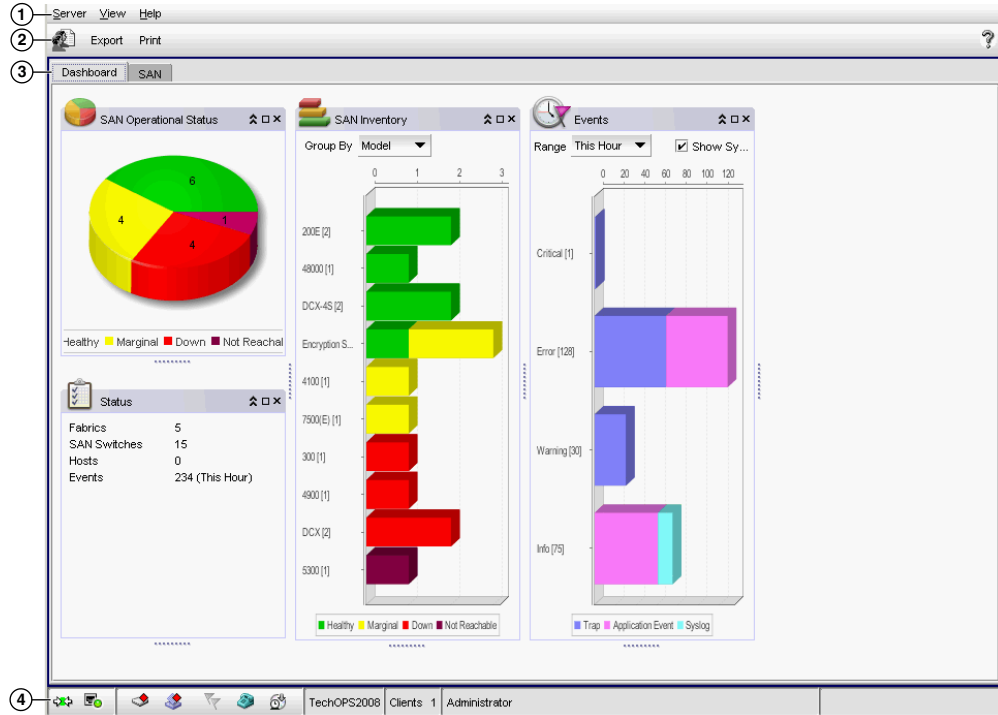 1 Server View Help
2 Export Print ?
3 Dashboard SAN
SAN Operational Status
6
4
1
4
Healthy Marginal Down Not Reachal
Status
Fabrics 5
SAN Switches 15
Hosts 0
Events 234 (This Hour)
SAN Inventory
Group By Model
0 1 2 3
200E [2]
48000 [1]
DCX-4S [2]
Encryption S...
4100 [1]
7500(E) [1]
300 [1]
4900 [1]
DCX [2]
5300 [1]
Healthy Marginal Down Not Reachable
Events
Range This Hour Show Sy...
0 20 40 60 80 100 120
Critical [1]
Error [128]
Warning [30]
Info [75]
Trap Application Event Syslog
4 TechOPS2008 Clients 1 Administrator